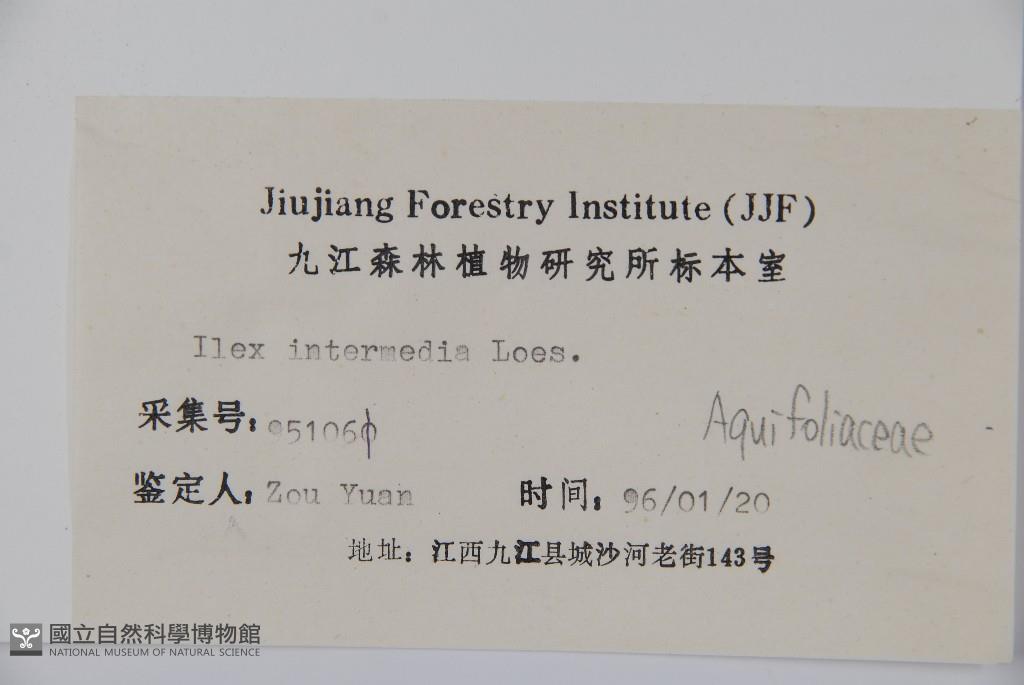 Jiujiang Forestry Institute (JJF)
九江森林植物研究所标本室
Ilex intermedia Loes.
采集号:
Aquifoliaceae
鉴定人: Zou Yuan 时间: 96/01/20
地址: 江西九江县城沙河老街143号
國立自然科學博物館
NATIONAL MUSEUM OF NATURAL SCIENCE